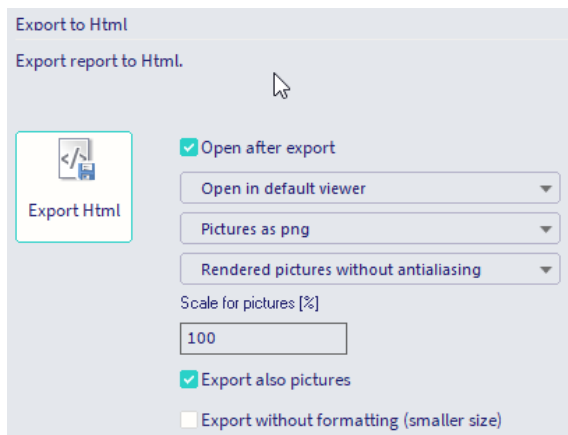 Export to Html
Export report to Html.
Open after export
Open in default viewer
Export Html
Pictures as png
Rendered pictures without antialiasing
Scale for pictures [%]
100
Export also pictures
Export without formatting (smaller size)